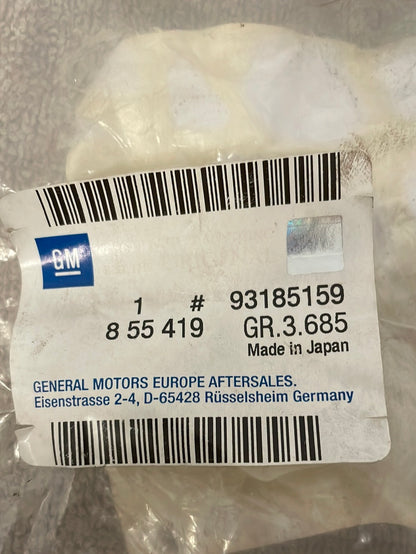 GM
1 # 93185159
8 55 419 GR.3.685
Made in Japan
GENERAL MOTORS EUROPE AFTERSALES.
Eisenstrasse 2-4, D-65428 Rüsselsheim Germany